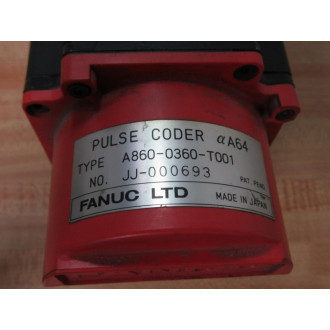 PULSE CODER αA64
TYPE A860-0360-T001
NO. JJ-000693
FANUC LTD
MADE IN JAPAN